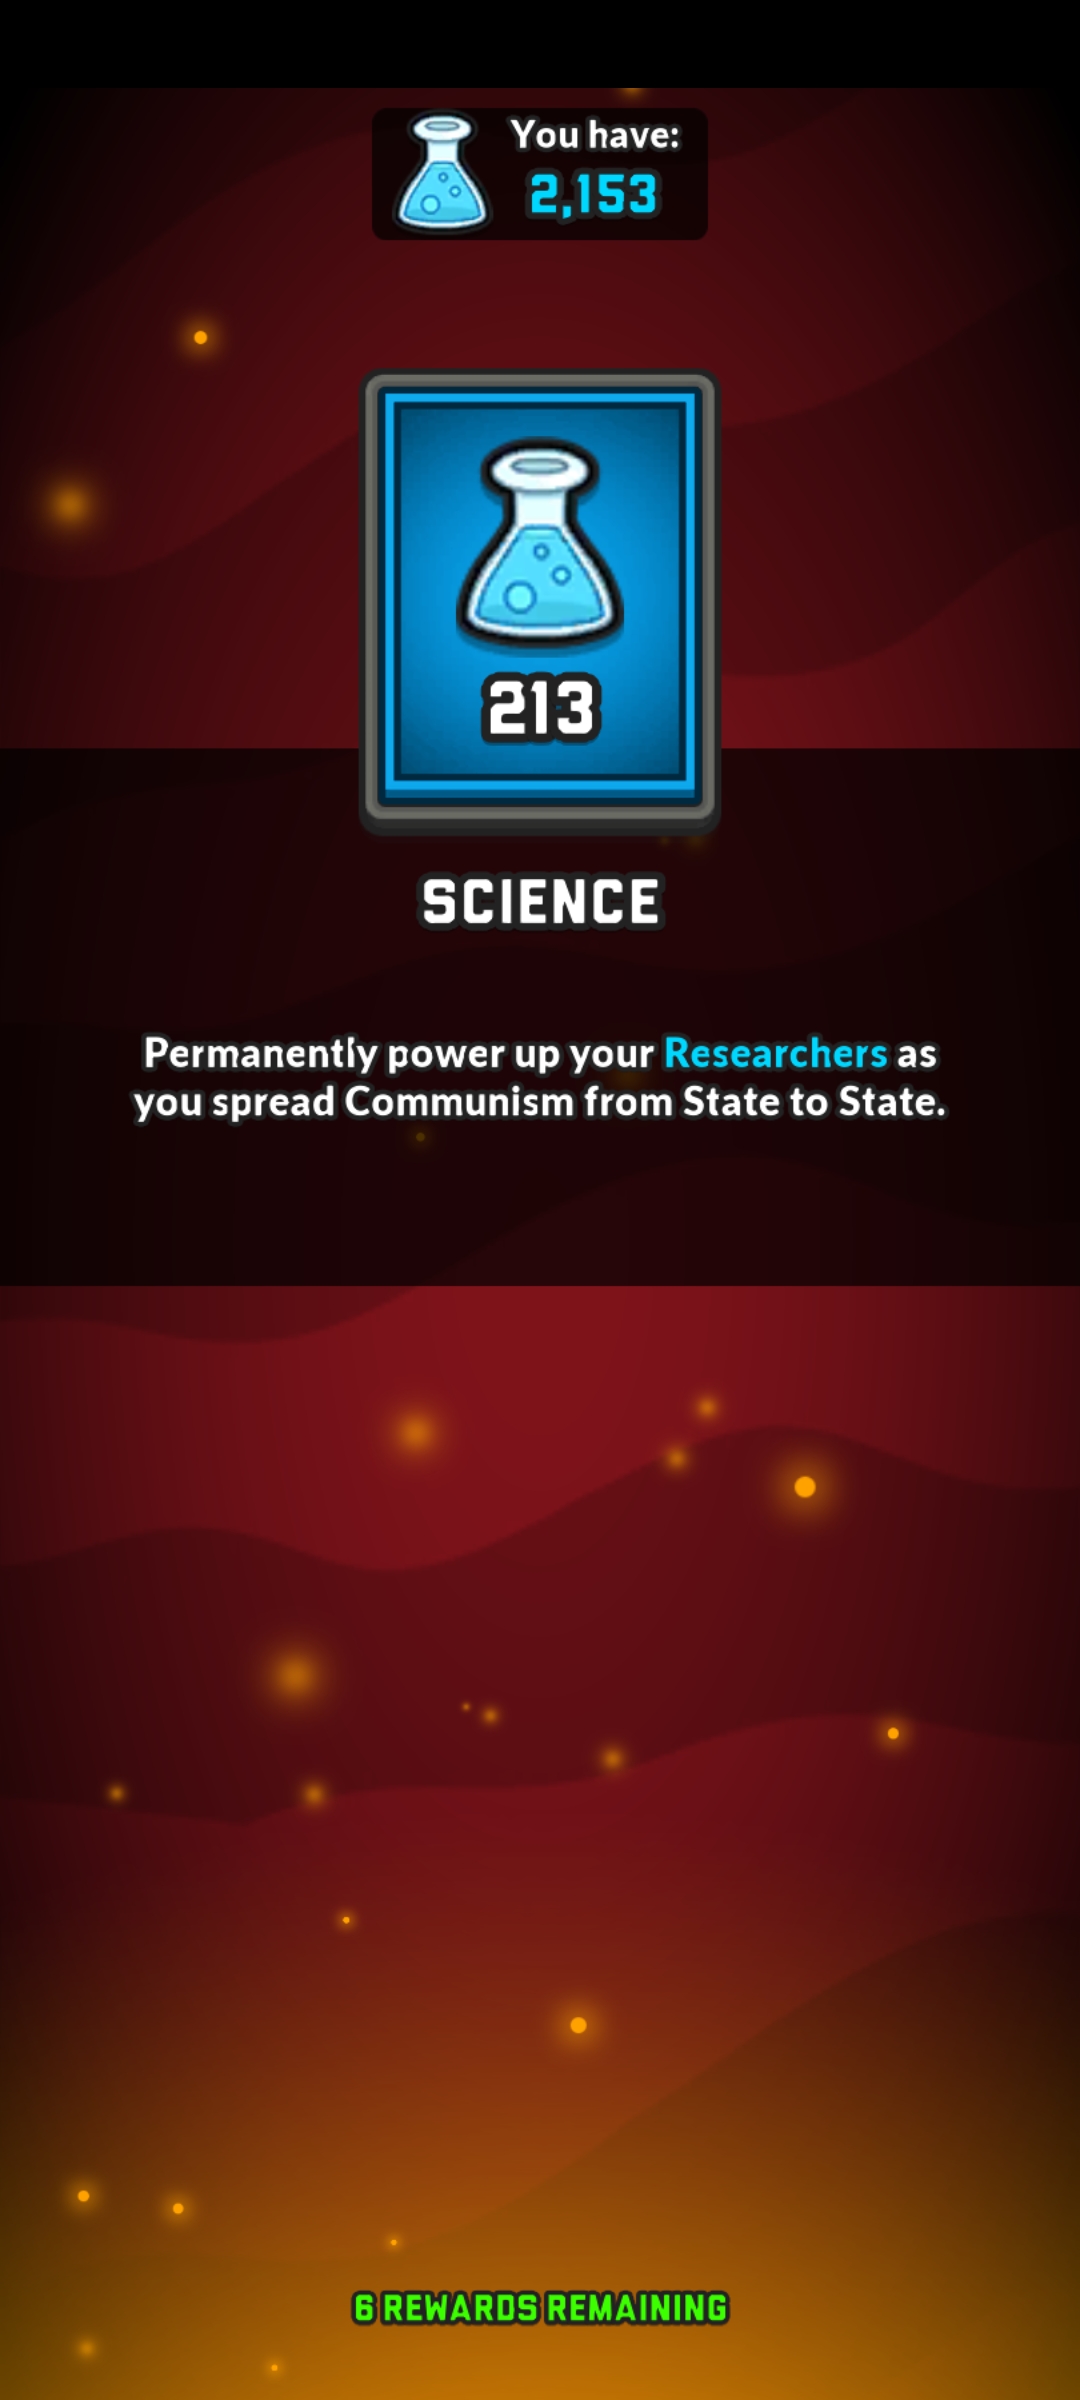 You have:
2,153
213
SCIENCE
Permanently power up your Researchers as
you spread Communism from State to State.
6 REWARDS REMAINING